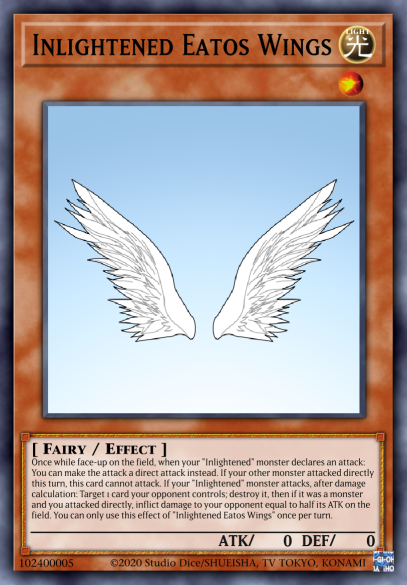 INLIGHTENED EATOS WINGS
LIGHT
光
[ FAIRY / EFFECT ]
Once while face-up on the field, when your "Inlightened" monster declares an attack:
You can make the attack a direct attack instead. If your other monster attacked directly
this turn, this card cannot attack. If your "Inlightened" monster attacks, after damage
calculation: Target 1 card your opponent controls; destroy it, then if it was a monster
and you attacked directly, inflict damage to your opponent equal to half its ATK on the
field. You can only use this effect of "Inlightened Eatos Wings" once per turn.
ATK/ 0 DEF/ 0
102400005 ©2020 Studio Dice/SHUEISHA, TV TOKYO, KONAMI